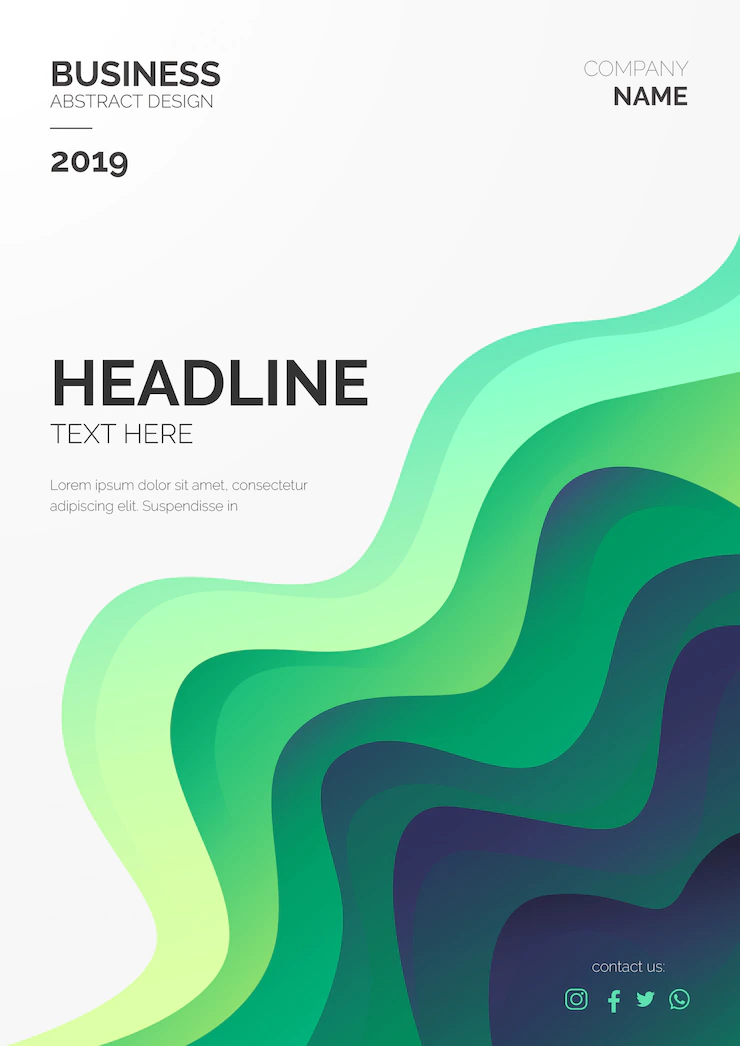 BUSINESS
ABSTRACT DESIGN
2019
COMPANY
NAME
HEADLINE
TEXT HERE
Lorem ipsum dolor sit amet, consectetur
adipiscing elit. Suspendisse in
contact us: